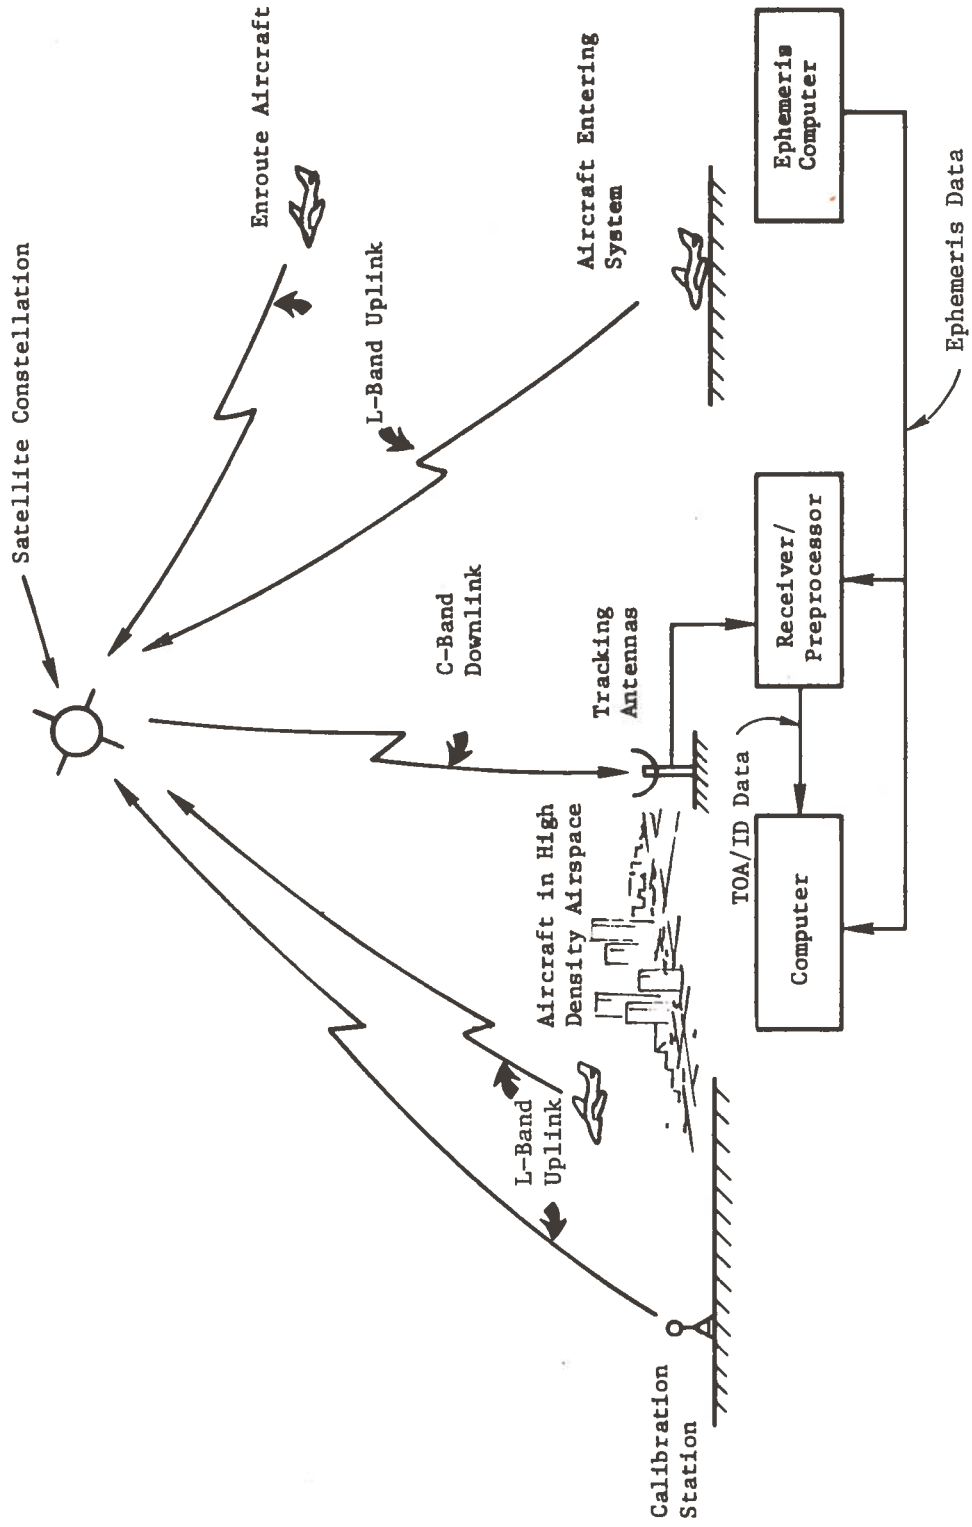 Satellite Constellation
Enroute Aircraft
L-Band Uplink
Aircraft Entering
System
C-Band
Downlink
Tracking
Antennas
Aircraft in High
Density Airspace
L-Band
Uplink
Calibration
Station
TOA/ID Data
Computer
Receiver/
Preprocessor
Ephemeris
Computer
Ephemeris Data